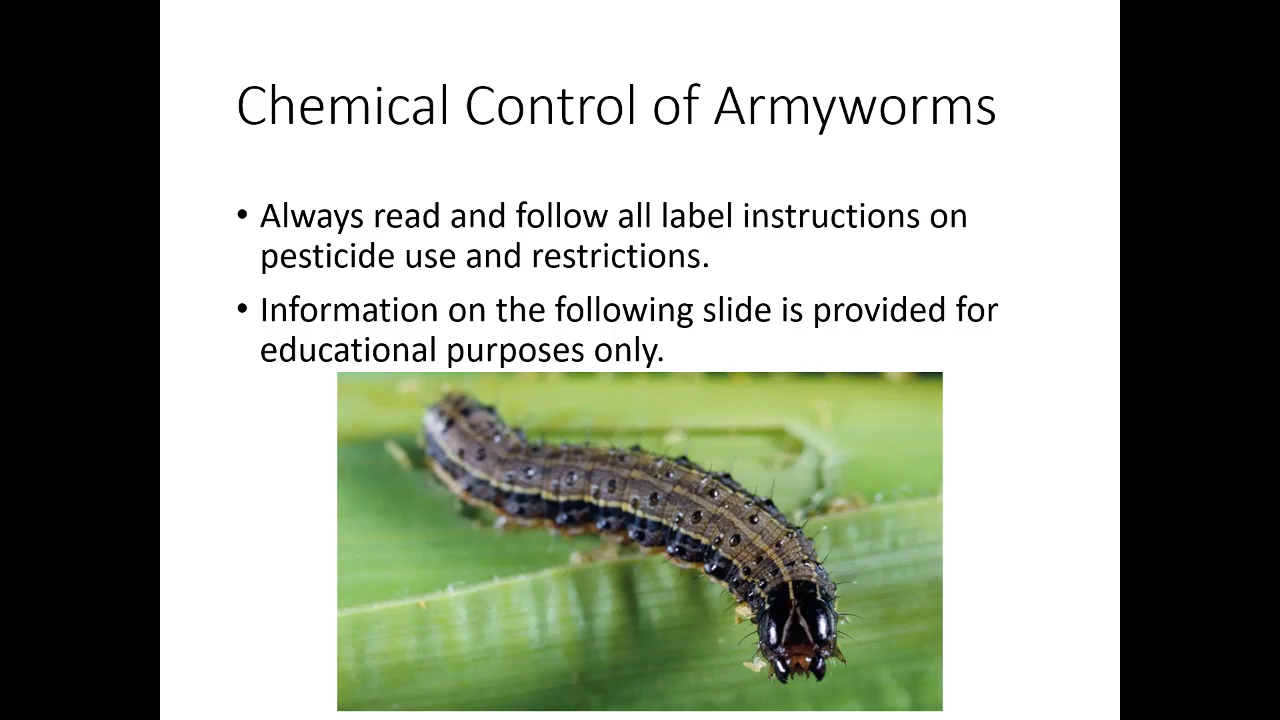 Chemical Control of Armyworms
• Always read and follow all label instructions on
pesticide use and restrictions.
• Information on the following slide is provided for
educational purposes only.